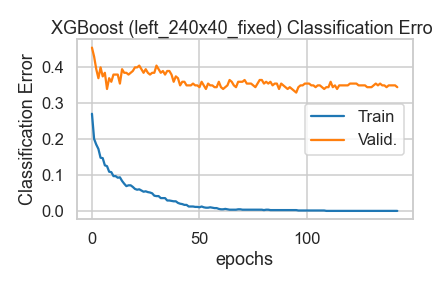 XGBoost (left_240x40_fixed) Classification Erro
Classification Error
0.4
0.3
0.2
0.1
0.0
Train
Valid.
0 50 100
epochs